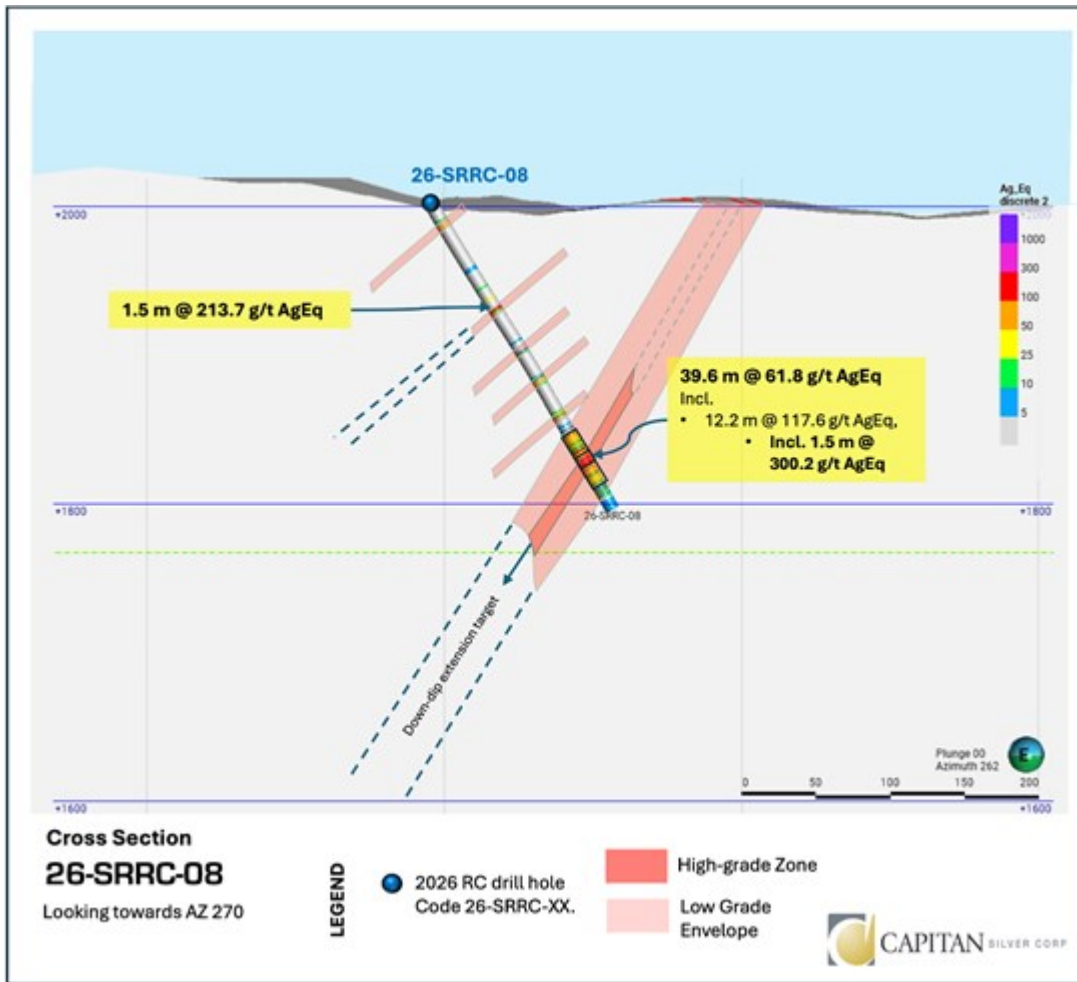 26-SRRC-08
+2000
Ag_Eq
discrete 2
+2000
1000
300
100
50
25
10
5
1.5 m @ 213.7 g/t AgEq
39.6 m @ 61.8 g/t AgEq
Incl.
• 12.2 m @ 117.6 g/t AgEq,
• Incl. 1.5 m @
300.2 g/t AgEq
+1800
26-SRRC-08
+1800
Down-dip extension target
Plunge 00
Azimuth 262
E
0 50 100 150 200
+1600
+1600
Cross Section
26-SRRC-08
Looking towards AZ 270
LEGEND
2026 RC drill hole
Code 26-SRRC-XX.
High-grade Zone
Low Grade
Envelope
CAPITAN SILVER CORP